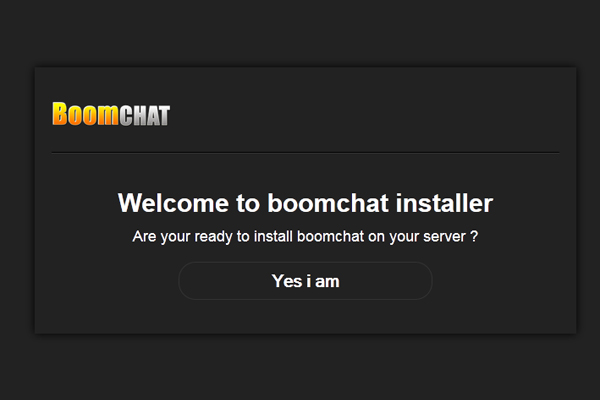 BoomCHAT
Welcome to boomchat installer
Are your ready to install boomchat on your server ?
Yes i am